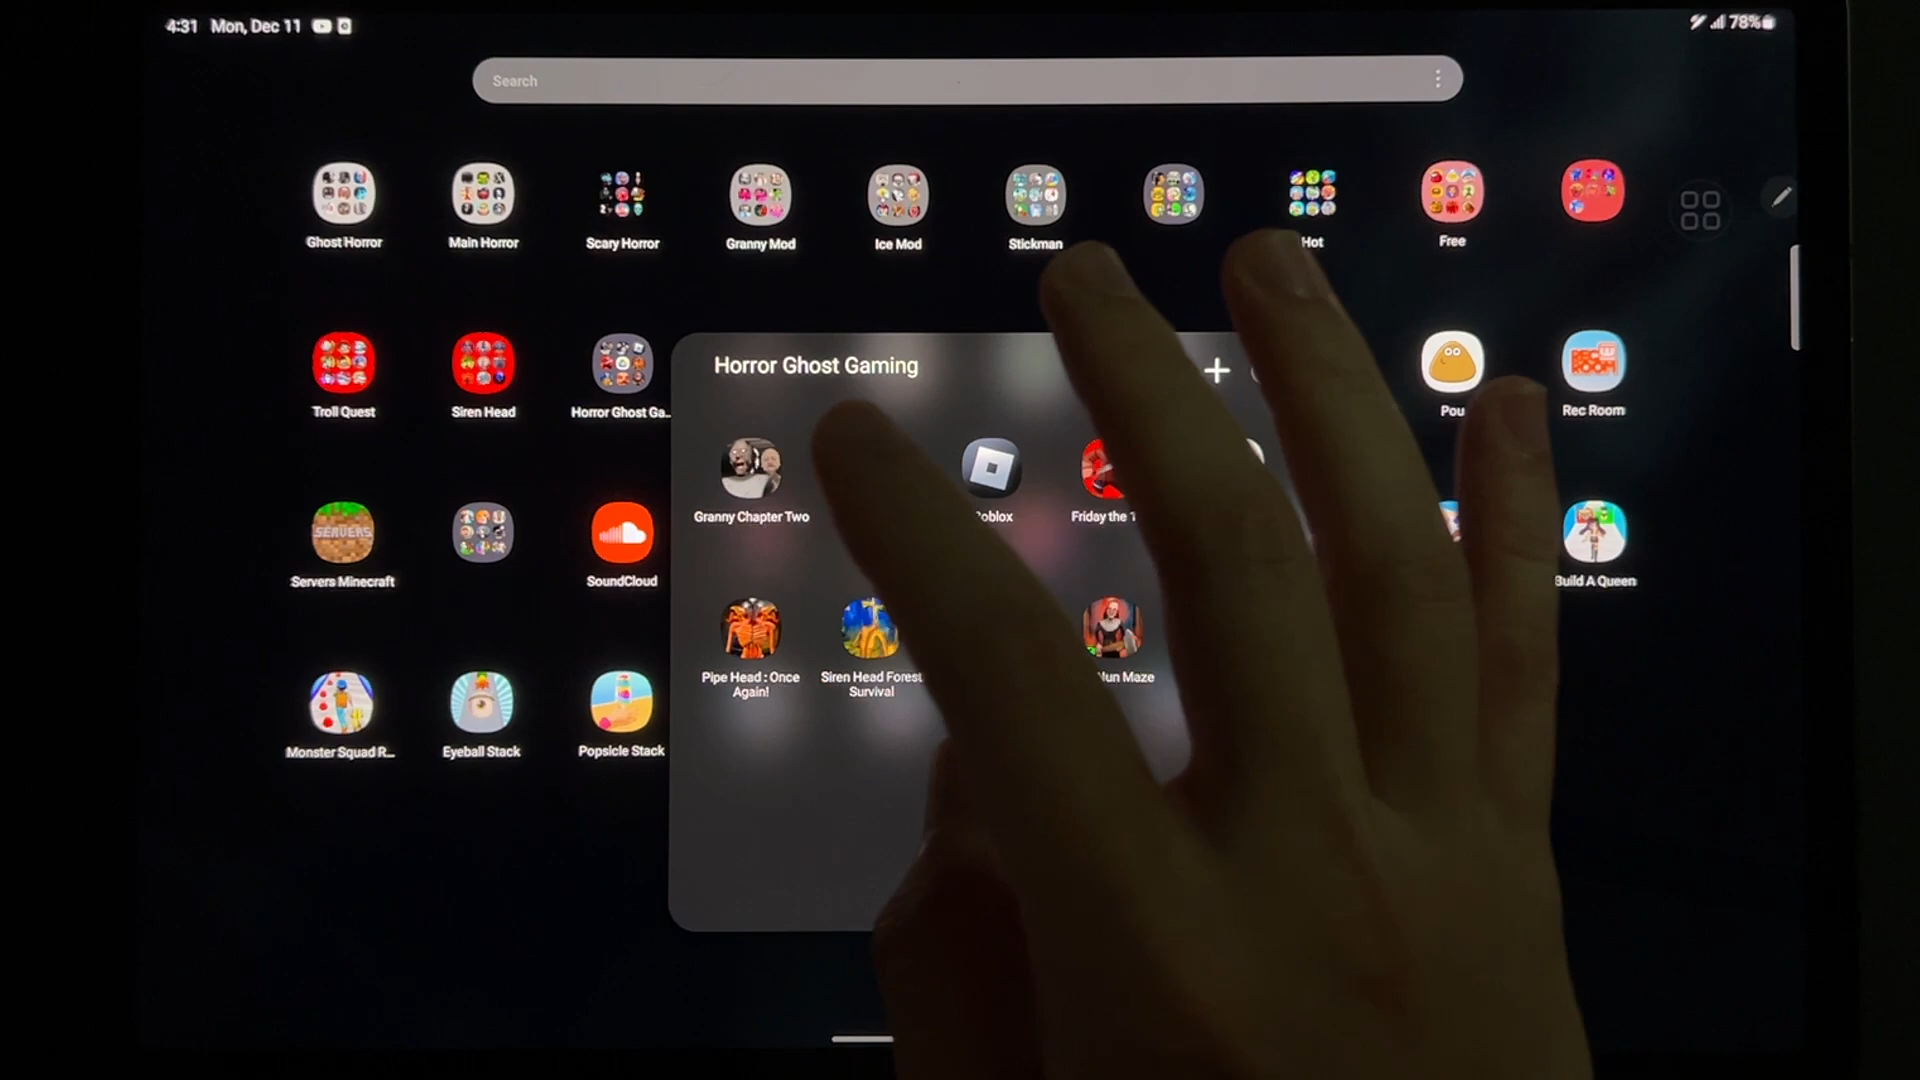 4:31 Mon, Dec 11
78%
Search
Ghost Horror
Main Horror
Scary Horror
Granny Mod
Ice Mod
Stickman
Hot
Free
Troll Quest
Siren Head
Horror Ghost Ga...
Horror Ghost Gaming
Pou
Rec Room
Granny Chapter Two
Roblox
Friday the 1
SERVERS
Servers Minecraft
SoundCloud
Build A Queen
Pipe Head : Once
Again!
Siren Head Forest
Survival
Nun Maze
Monster Squad R...
Eyeball Stack
Popsicle Stack